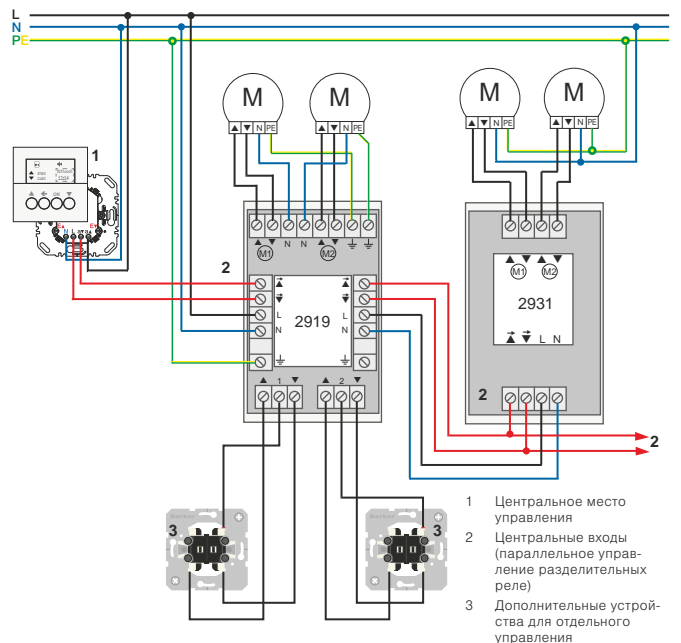 L
N
PE
1
E▲ N L E▼
OK
M
M
▲ ▼ N PE
▲ ▼ N PE
M
M
▲ ▼ N PE
▲ ▼ N PE
▲ ▼ N N ▲ ▼
M1 M2
2
2919
L
N
L
N
▲ 1 ▼ ▲ 2 ▼
▲ ▼ ▲ ▼
M1 M2
2931
L N
2
2
3
3
1 Центральное место
управления
2 Центральные входы
(параллельное управ-
ление разделительных
реле)
3 Дополнительные устрой-
ства для отдельного
управления